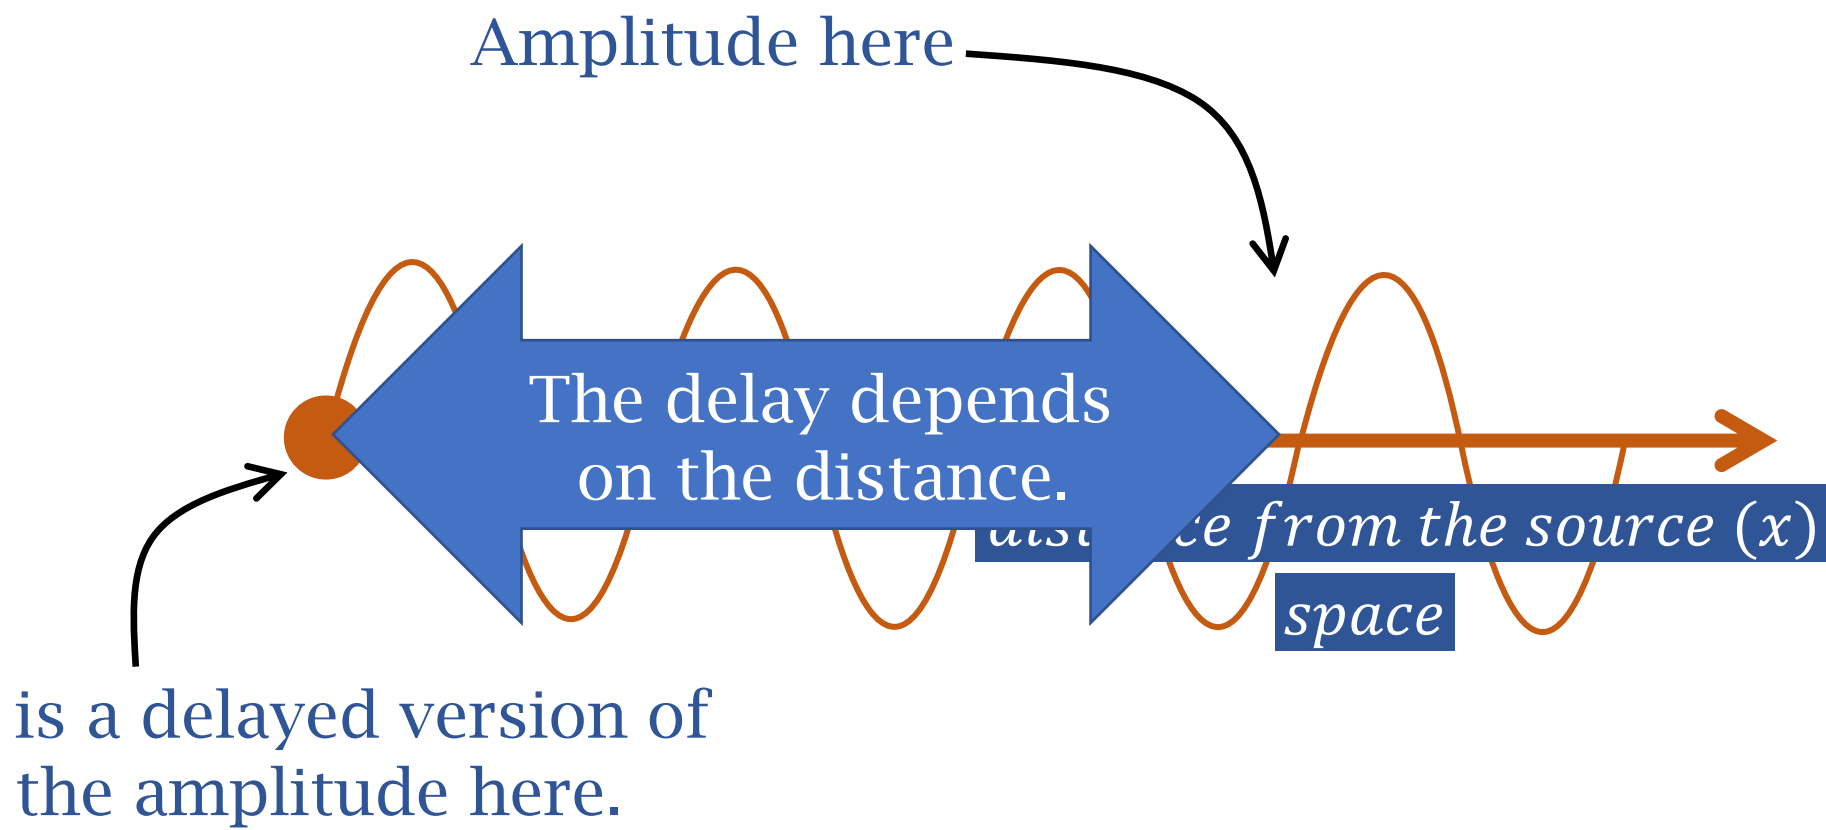 Amplitude here
The delay depends
on the distance.
from the source (x)
space
is a delayed version of
the amplitude here.